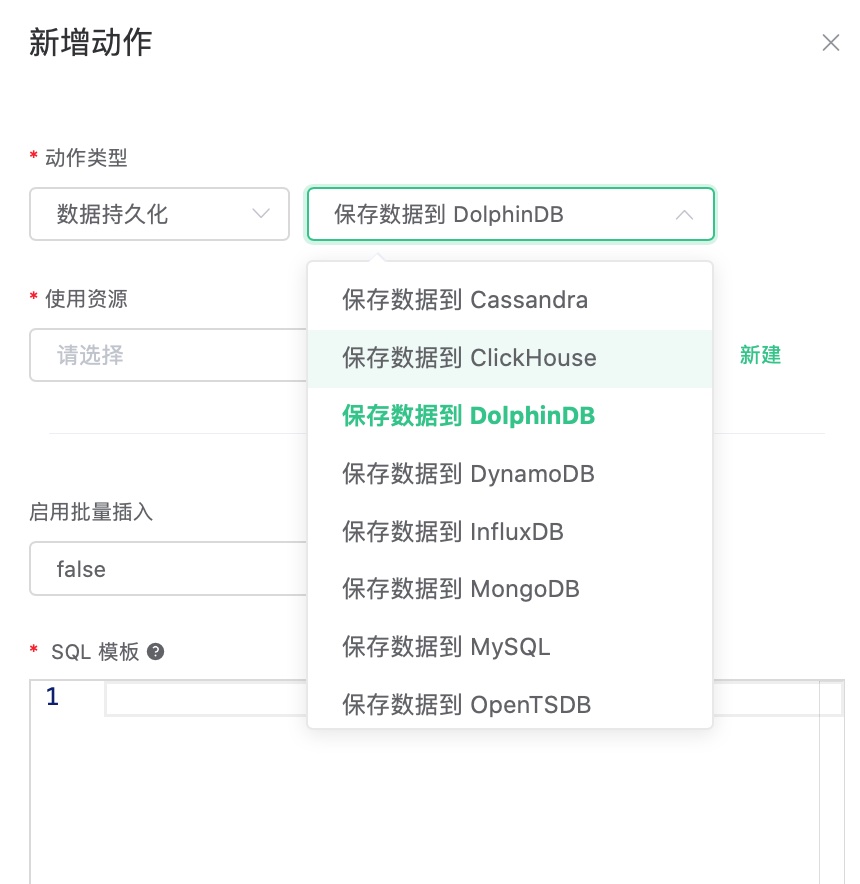 新增动作
* 动作类型
数据持久化
保存数据到 DolphinDB
* 使用资源
请选择
新建
保存数据到 Cassandra
保存数据到 ClickHouse
保存数据到 DolphinDB
保存数据到 DynamoDB
保存数据到 InfluxDB
保存数据到 MongoDB
保存数据到 MySQL
保存数据到 OpenTSDB
启用批量插入
false
* SQL 模板 ?
1